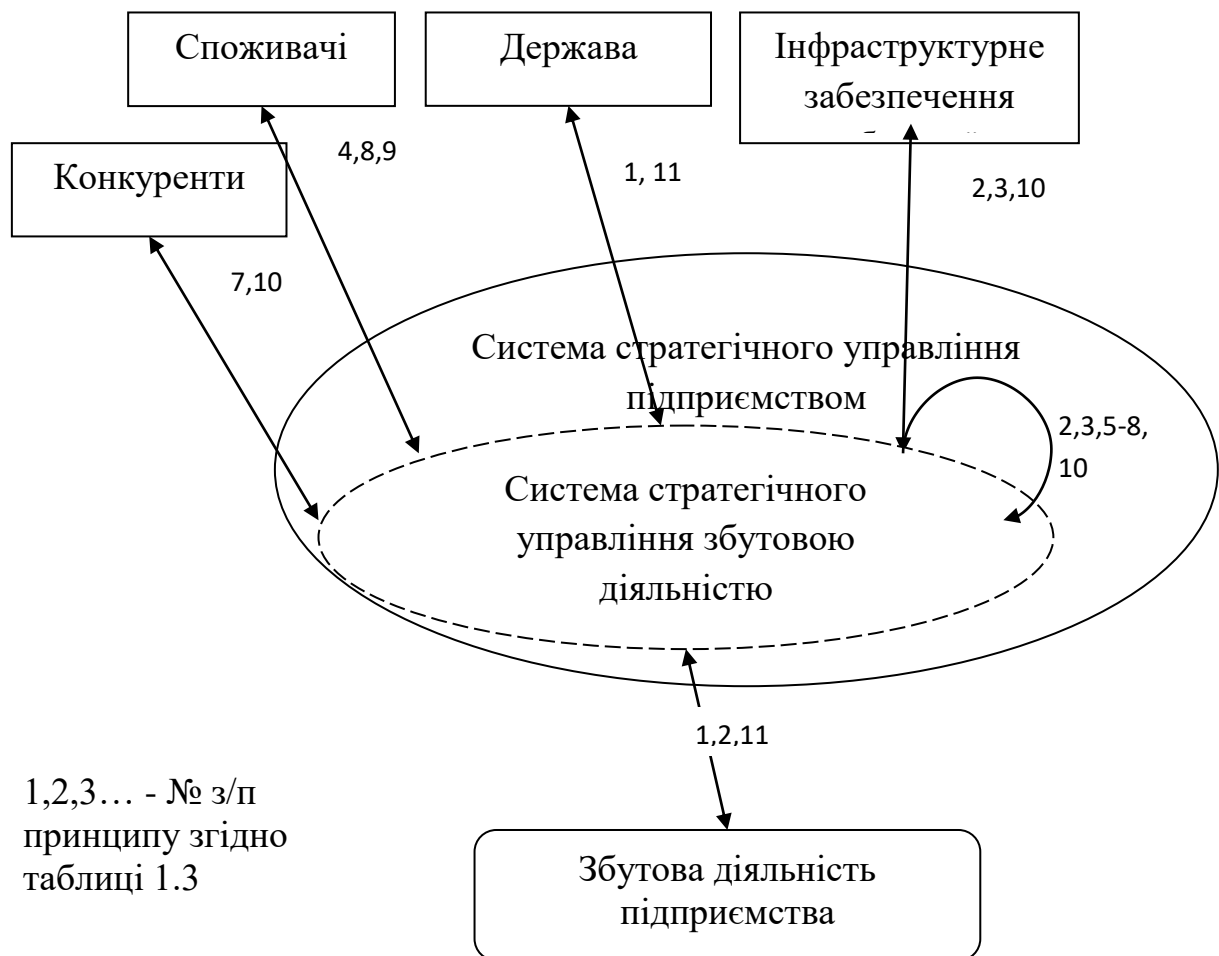 Споживачі
Держава
Інфраструктурне
забезпечення
Конкуренти
4,8,9
1, 11
2,3,10
7,10
Система стратегічного управління
підприємством
2,3,5-8,
10
Система стратегічного
управління збутовою
діяльністю
1,2,11
1,2,3… - № з/п
принципу згідно
таблиці 1.3
Збутова діяльність
підприємства